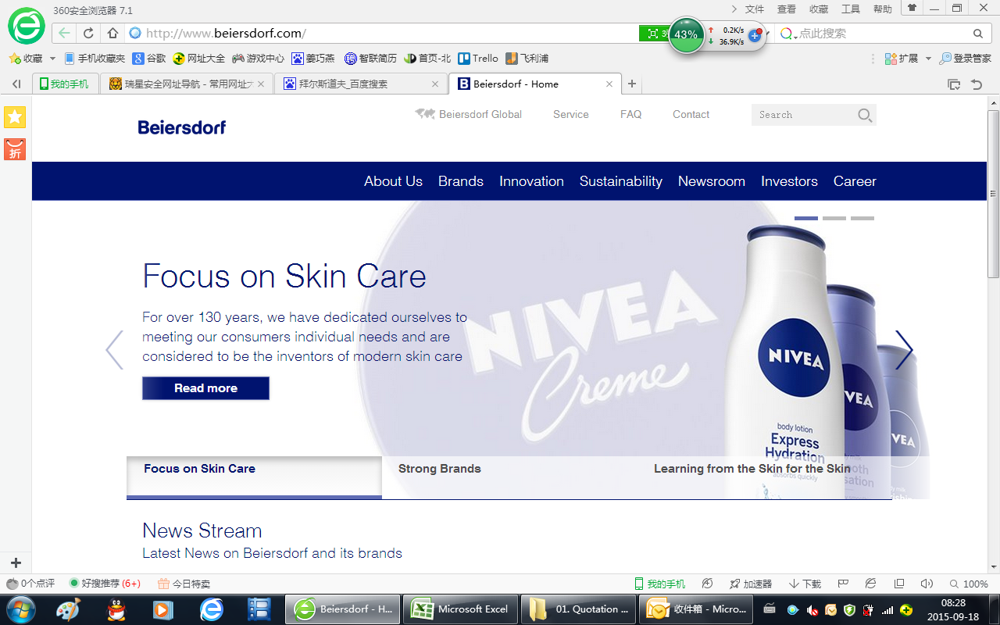 360安全浏览器 7.1
文件 查看 收藏 工具 帮助
http://www.beiersdorf.com/
43%
0.2K/s
36.9K/s
点此搜索
收藏 手机收藏夹 谷歌 网址大全 游戏中心 姜巧燕 智联简历 首页-北 Trello 飞利浦
扩展 登录管家
我的手机 瑞星安全网址导航 - 常用网址大 拜尔斯道夫_百度搜索 Beiersdorf - Home
折
Beiersdorf
Beiersdorf Global Service FAQ Contact Search
About Us Brands Innovation Sustainability Newsroom Investors Career
Focus on Skin Care
For over 130 years, we have dedicated ourselves to
meeting our consumers individual needs and are
considered to be the inventors of modern skin care
Read more
NIVEA
Creme
NIVEA
body lotion
Express
Hydration
absorbs quickly
Focus on Skin Care Strong Brands Learning from the Skin for the Skin
News Stream
Latest News on Beiersdorf and its brands
0个点评 好搜推荐 (6+) 今日特卖
我的手机 加速器 下载 100%
Beiersdorf - H... Microsoft Excel 01. Quotation ... 收件箱 - Micro...
08:28
2015-09-18